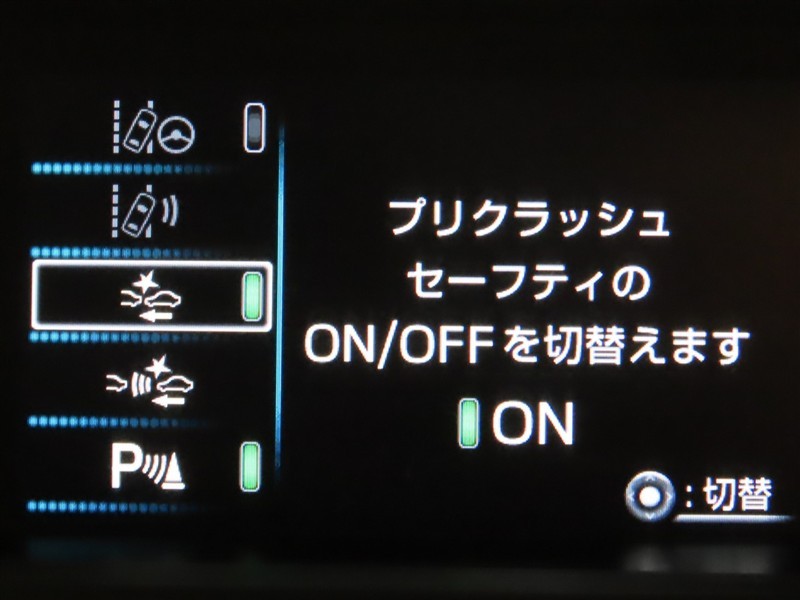 プリクラッシュ
セーフティの
ON/OFFを切替えます
ON
P
:切替